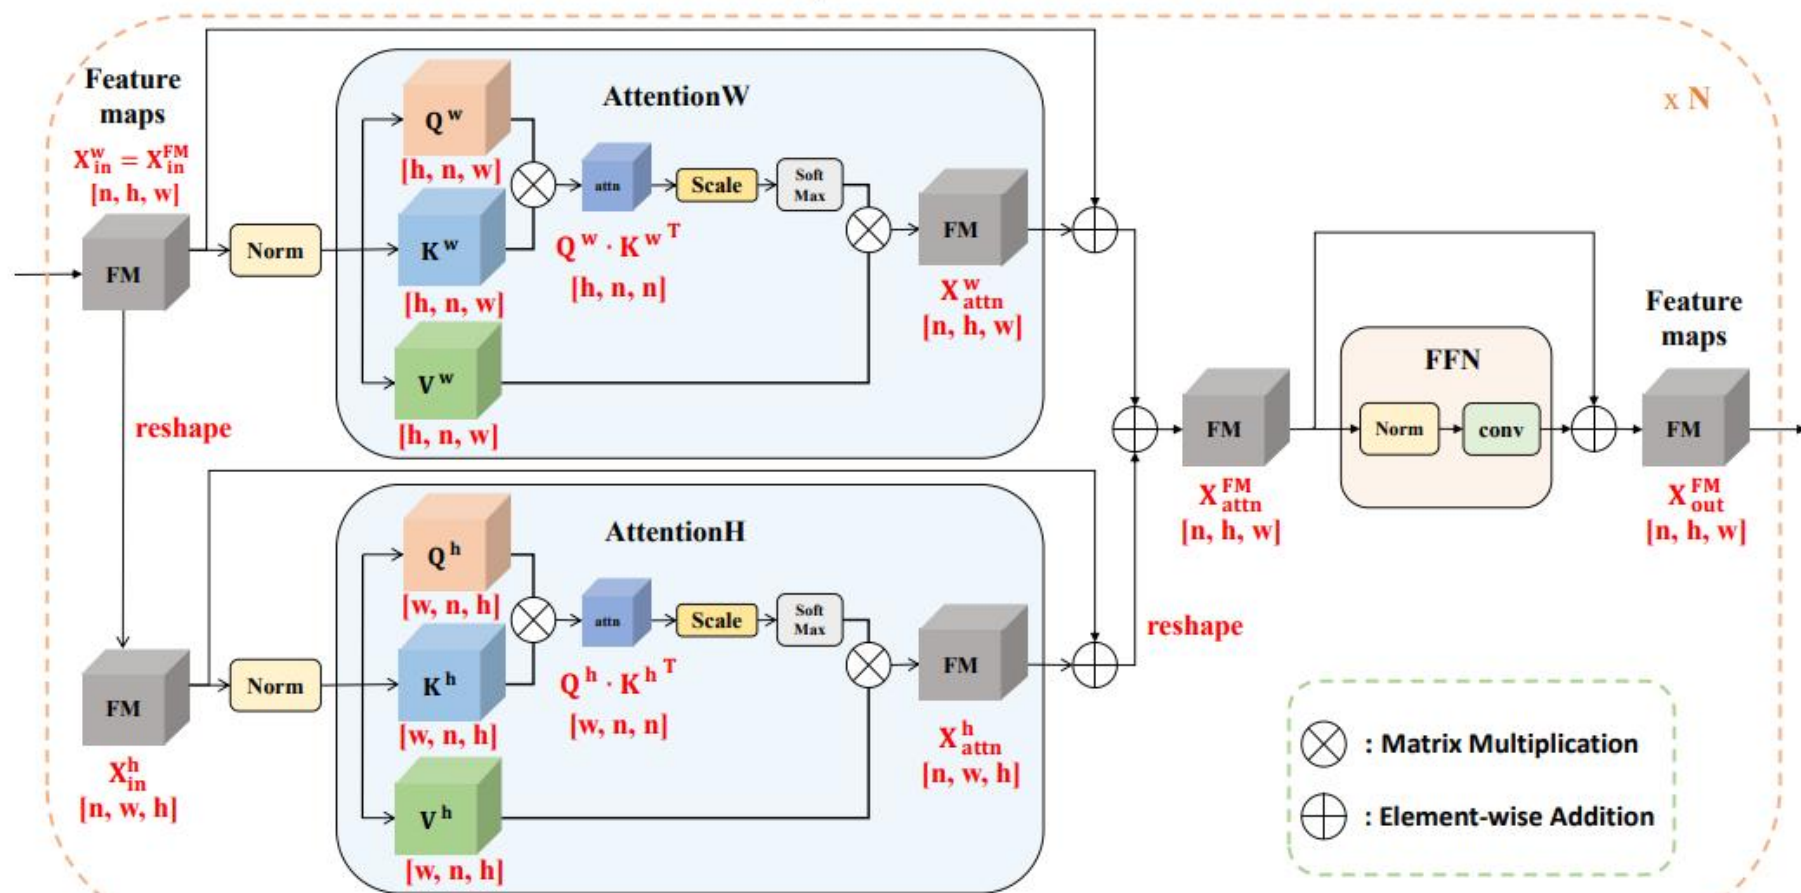 Feature
maps
X^w_in = X^FM_in
[n, h, w]
FM
Norm
AttentionW
Q^w
[h, n, w]
K^w
[h, n, w]
V^w
[h, n, w]
attn
Q^w · K^w^T
[h, n, n]
Scale
Soft
Max
FM
X^w_attn
[n, h, w]
x N
reshape
FM
X^h_in
[n, w, h]
Norm
AttentionH
Q^h
[w, n, h]
K^h
[w, n, h]
V^h
[w, n, h]
attn
Q^h · K^h^T
[w, n, n]
Scale
Soft
Max
FM
X^h_attn
[n, w, h]
reshape
FM
X^FM_attn
[n, h, w]
FFN
Norm
conv
Feature
maps
FM
X^FM_out
[n, h, w]
: Matrix Multiplication
: Element-wise Addition